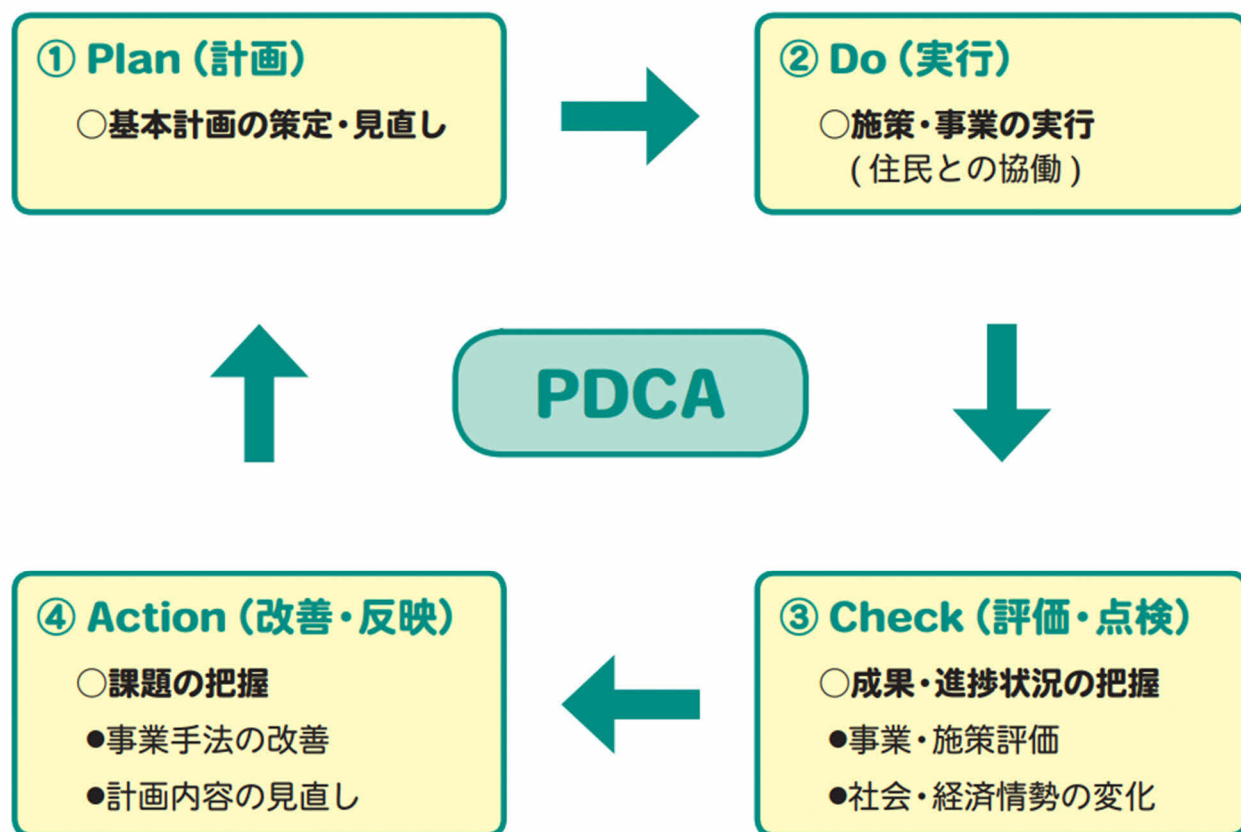 ① Plan（計画）
○基本計画の策定・見直し
② Do（実行）
○施策・事業の実行
( 住民との協働 )
PDCA
③ Check（評価・点検）
○成果・進捗状況の把握
●事業・施策評価
●社会・経済情勢の変化
④ Action（改善・反映）
○課題の把握
●事業手法の改善
●計画内容の見直し